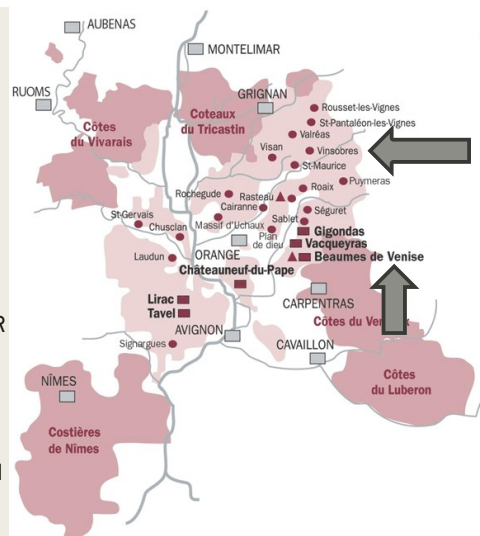 AUBENAS
MONTELIMAR
RUOMS
GRIGNAN
Côtes
du Vivarais
Coteaux
du Tricastin
Rousset-les-Vignes
St-Pantaléon-les-Vignes
Valréas
Visan
Vinsobres
St-Maurice
Puymeras
Rochegude
Rasteau
Roaix
Cairanne
St-Gervais
Massif d'Uchaux
Sablet
Séguret
Chusclan
Plan
de dieu
Gigondas
Vacqueyras
Laudun
ORANGE
Beaumes de Venise
Châteauneuf-du-Pape
Lirac
Tavel
CARPENTRAS
Côtes du Ve
R
AVIGNON
Signargues
CAVAILLON
NÎMES
Côtes
du Luberon
Costières
de Nîmes